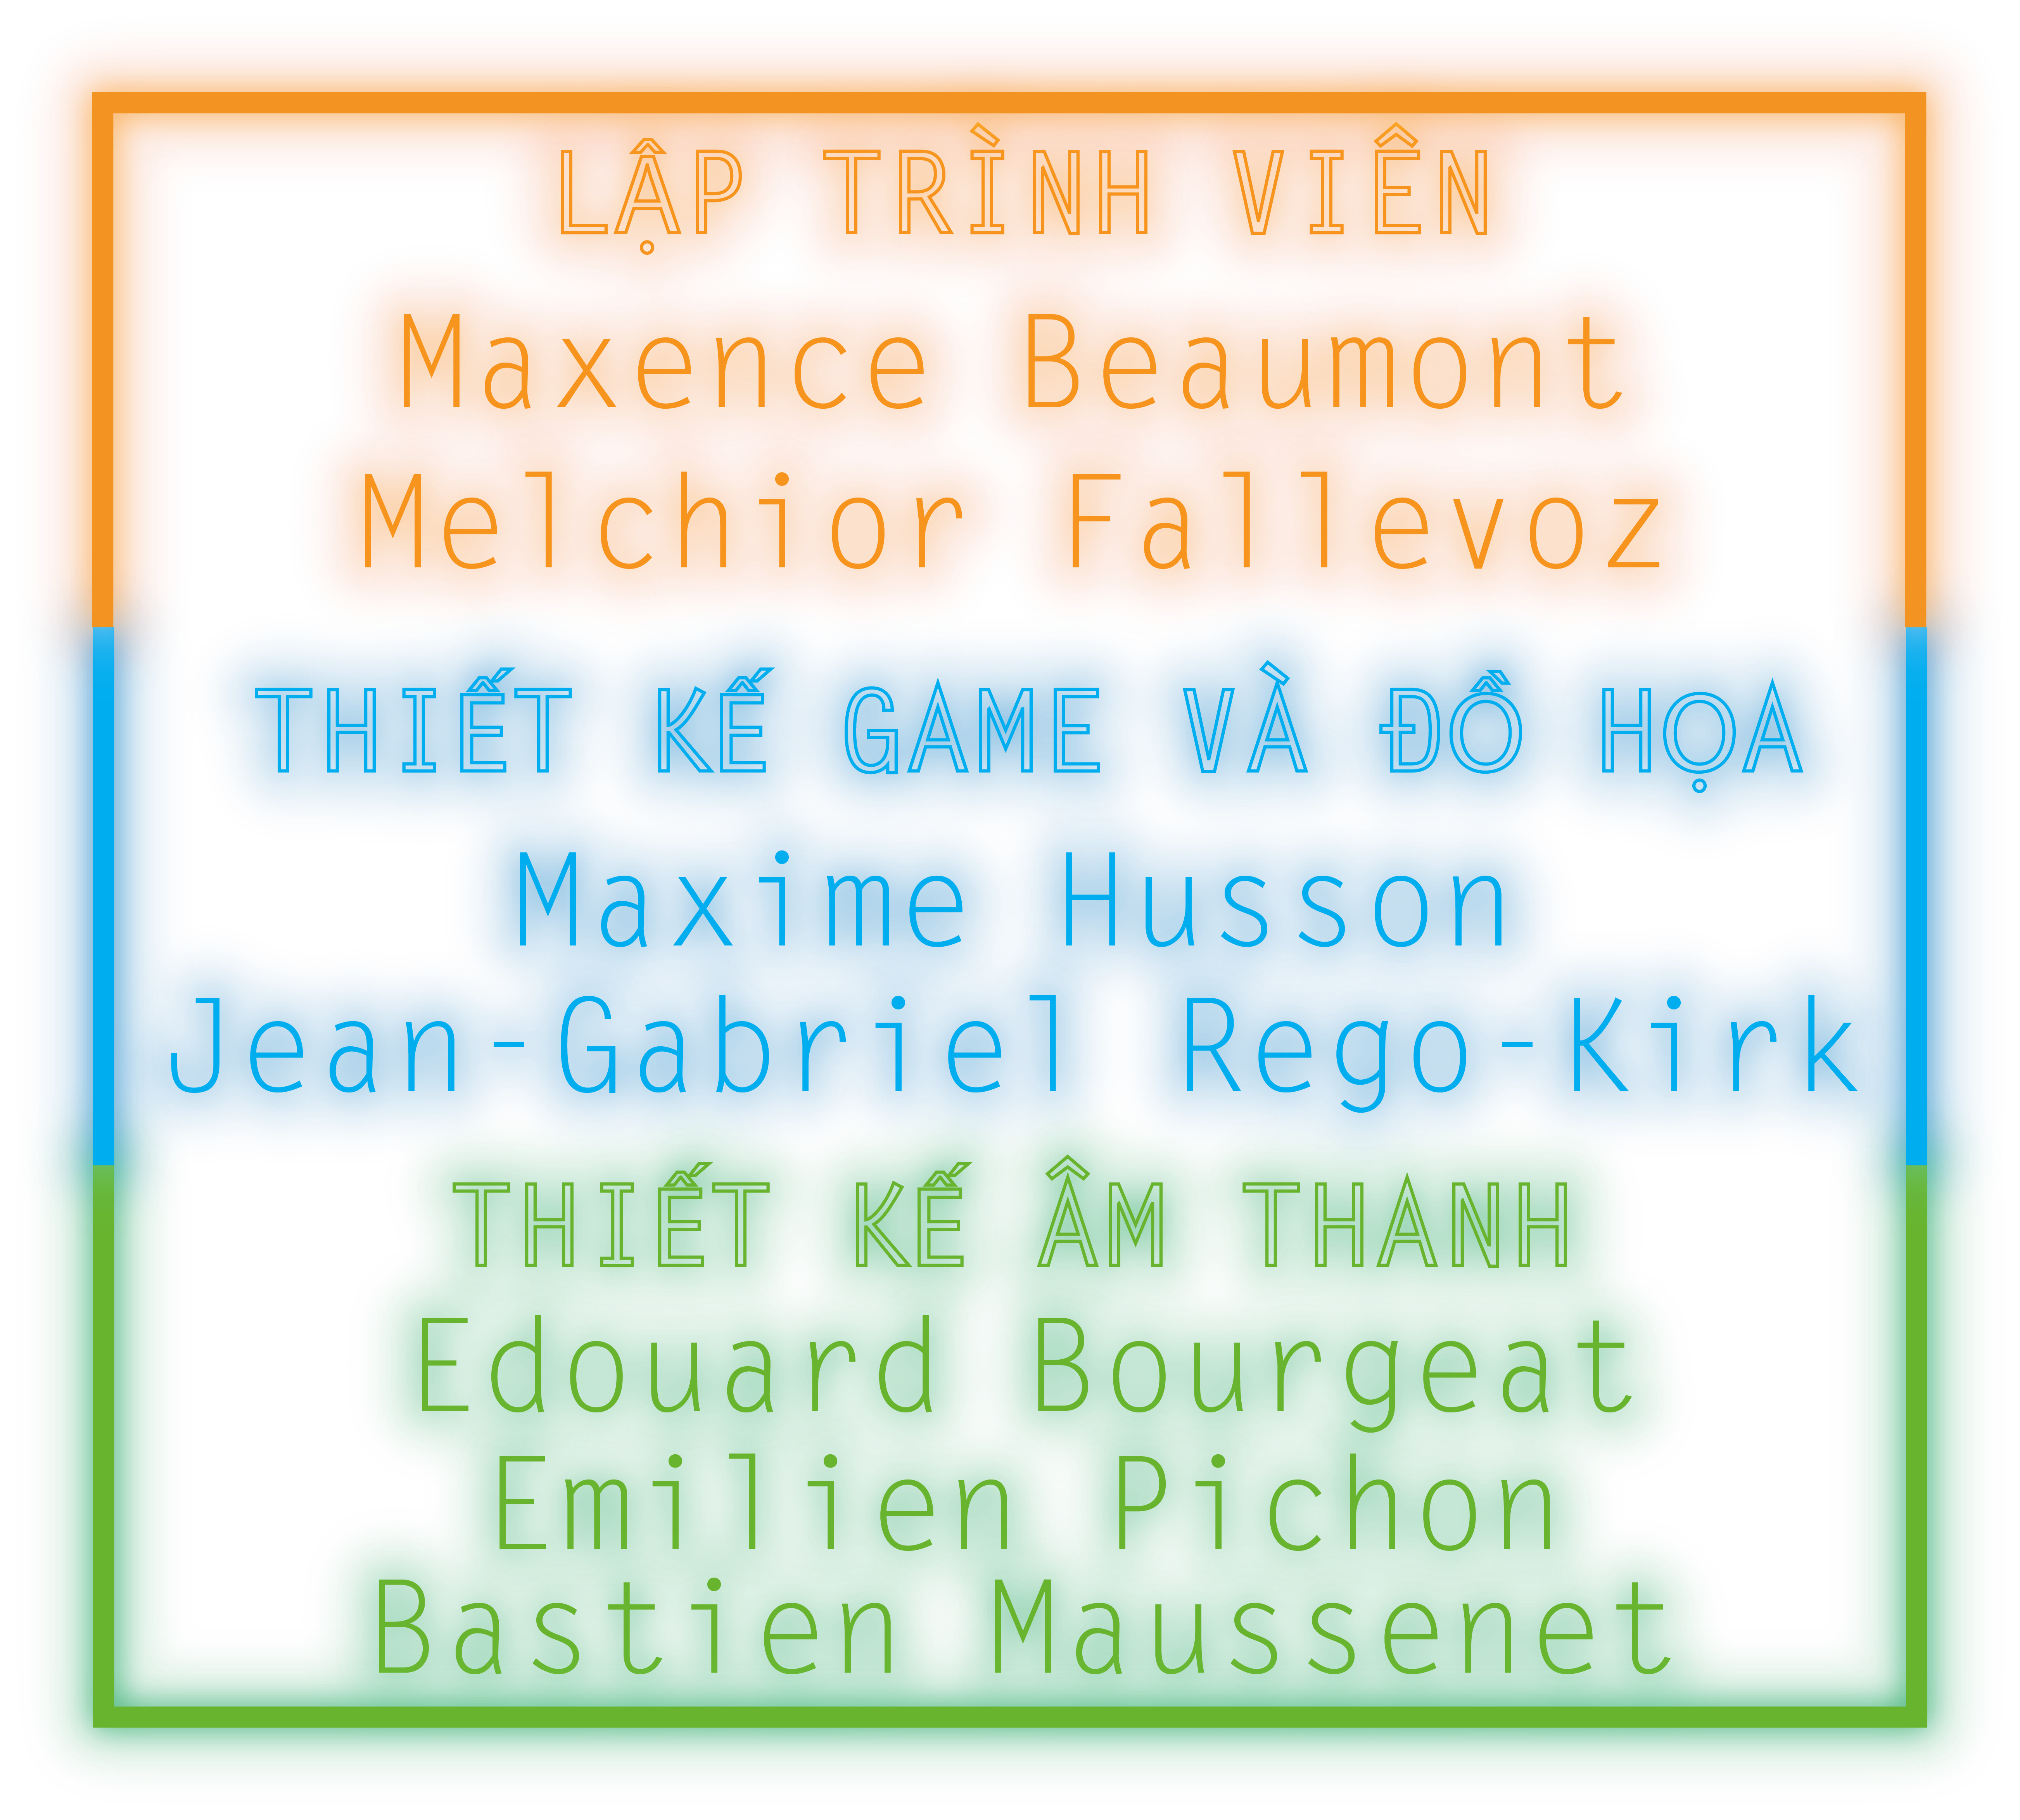 LẬP TRÌNH VIÊN
Maxence Beaumont
Melchior Fallevoz
THIẾT KẾ GAME VÀ ĐỒ HỌA
Maxime Husson
Jean-Gabriel Rego-Kirk
THIẾT KẾ ÂM THANH
Edouard Bourgeat
Emilien Pichon
Bastien Maussenet